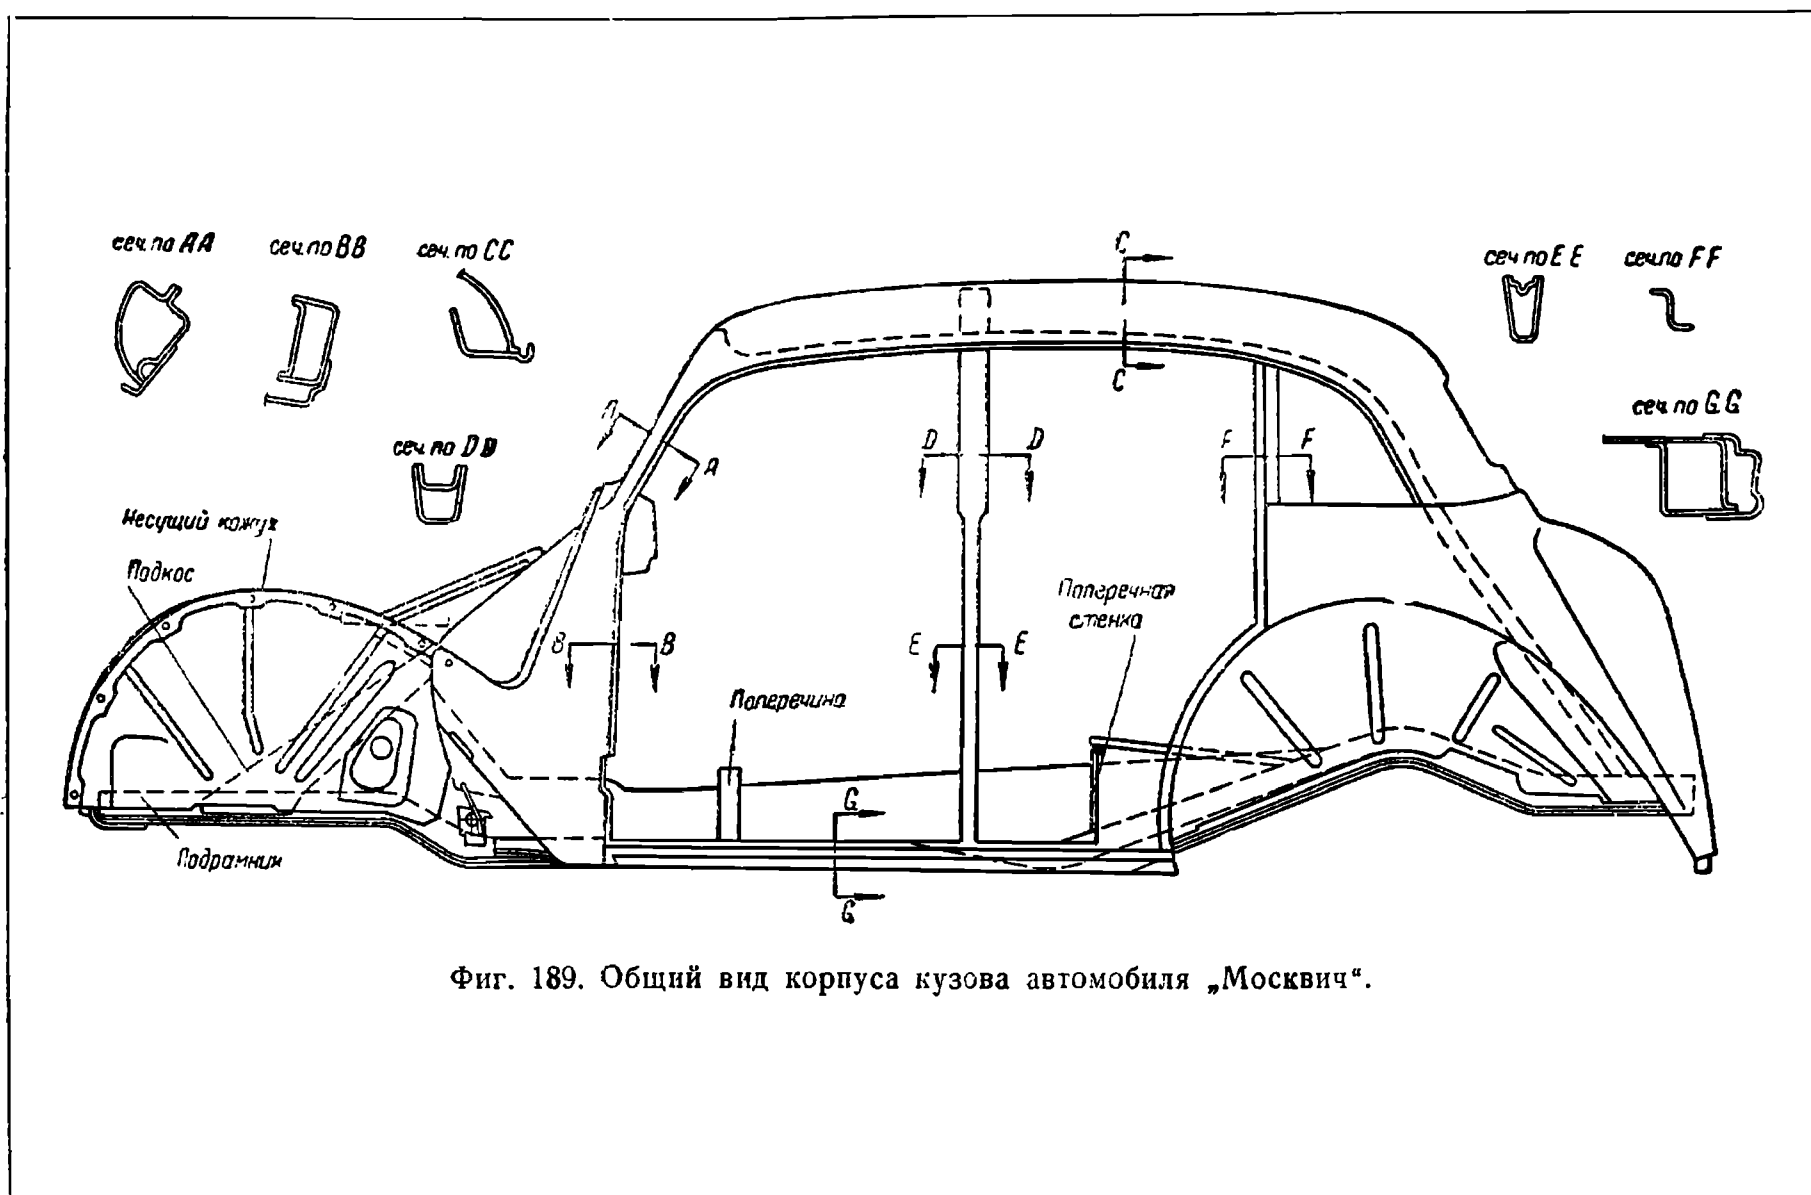 сеч. по AA
сеч. по BB
сеч. по CC
сеч. по DD
сеч по EE
сеч. по FF
сеч. по GG
C
C
A
A
D
D
F
F
B
B
E
E
G
G
Несущий кожух
Подкос
Подрамник
Поперечина
Поперечная
стенка
Фиг. 189. Общий вид корпуса кузова автомобиля „Москвич“.